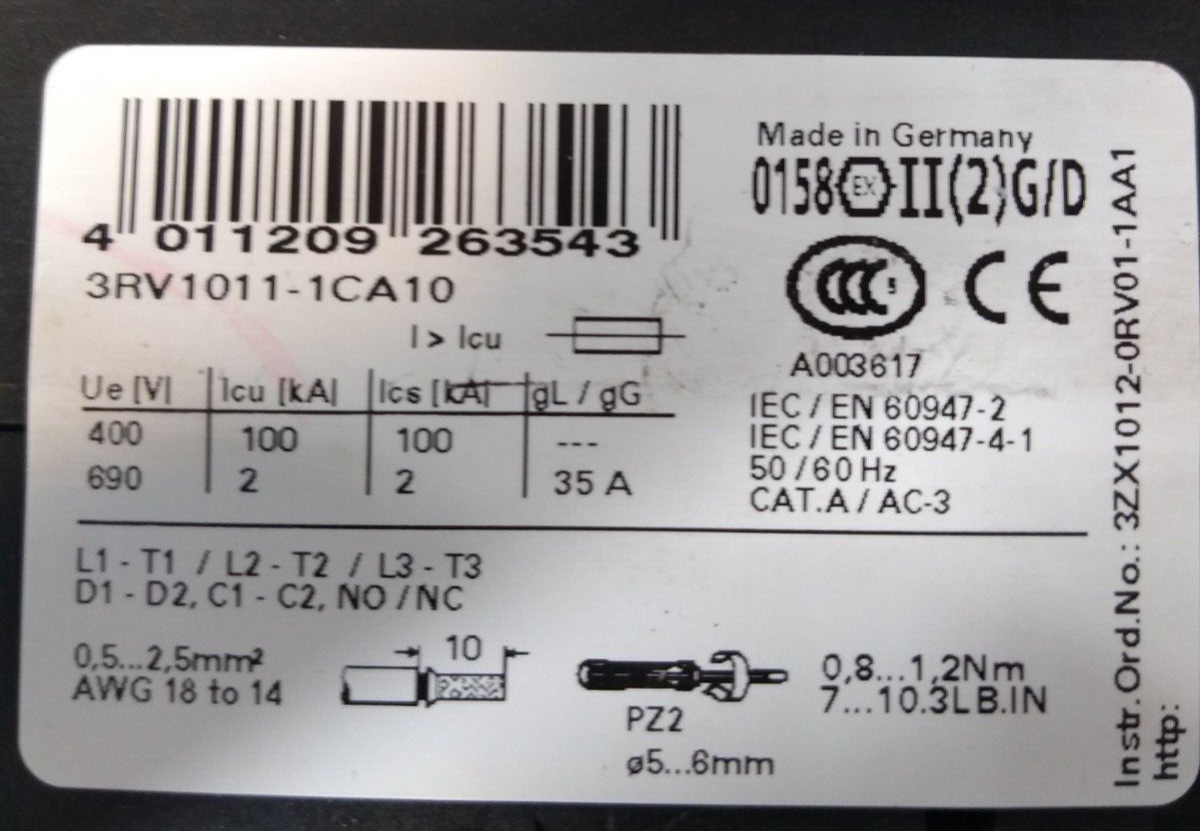 4 011209 263543
3RV1011-1CA10
I > Icu
Ue [V] Icu [kA] Ics [kA] gL / gG
400 100 100 ---
690 2 2 35 A
Made in Germany
0158 EX II(2)G/D
CCC S CE
A003617
IEC / EN 60947-2
IEC / EN 60947-4-1
50 / 60 Hz
CAT.A / AC-3
L1 - T1 / L2 - T2 / L3 - T3
D1 - D2, C1 - C2, NO / NC
0,5...2,5mm²
AWG 18 to 14
10
PZ2
ø5...6mm
0,8...1,2Nm
7...10.3LB.IN
Instr. Ord.No.: 3ZX1012-0RV01-1AA1
http: